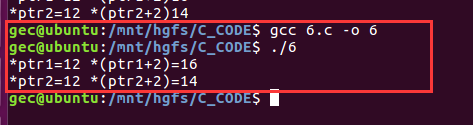 *ptr2=12 *(ptr2+2)14
gec@ubuntu:/mnt/hgfs/C_CODE$ gcc 6.c -o 6
gec@ubuntu:/mnt/hgfs/C_CODE$ ./6
*ptr1=12 *(ptr1+2)=16
*ptr2=12 *(ptr2+2)=14
gec@ubuntu:/mnt/hgfs/C_CODE$